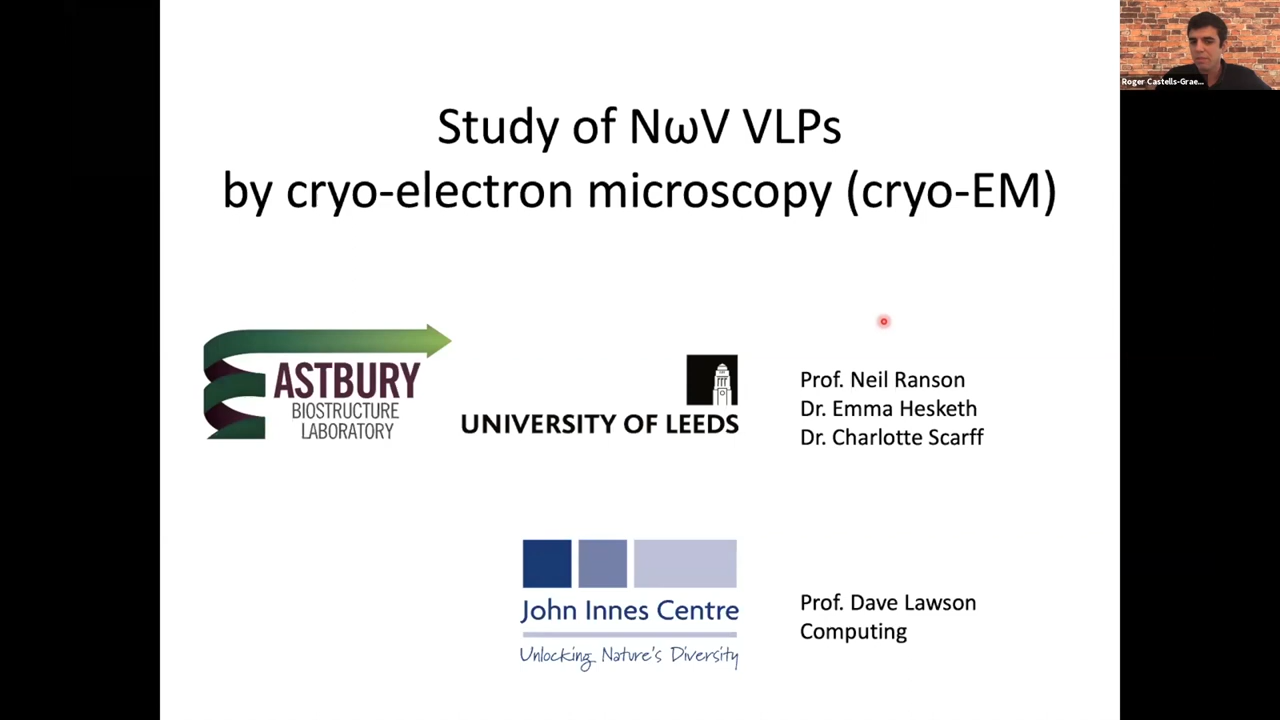 Study of NωV VLPs
by cryo-electron microscopy (cryo-EM)
ASTBURY
BIOSTRUCTURE
LABORATORY
UNIVERSITY OF LEEDS
Prof. Neil Ranson
Dr. Emma Hesketh
Dr. Charlotte Scarff
John Innes Centre
Unlocking Nature's Diversity
Prof. Dave Lawson
Computing
Roger Castells-Grae...